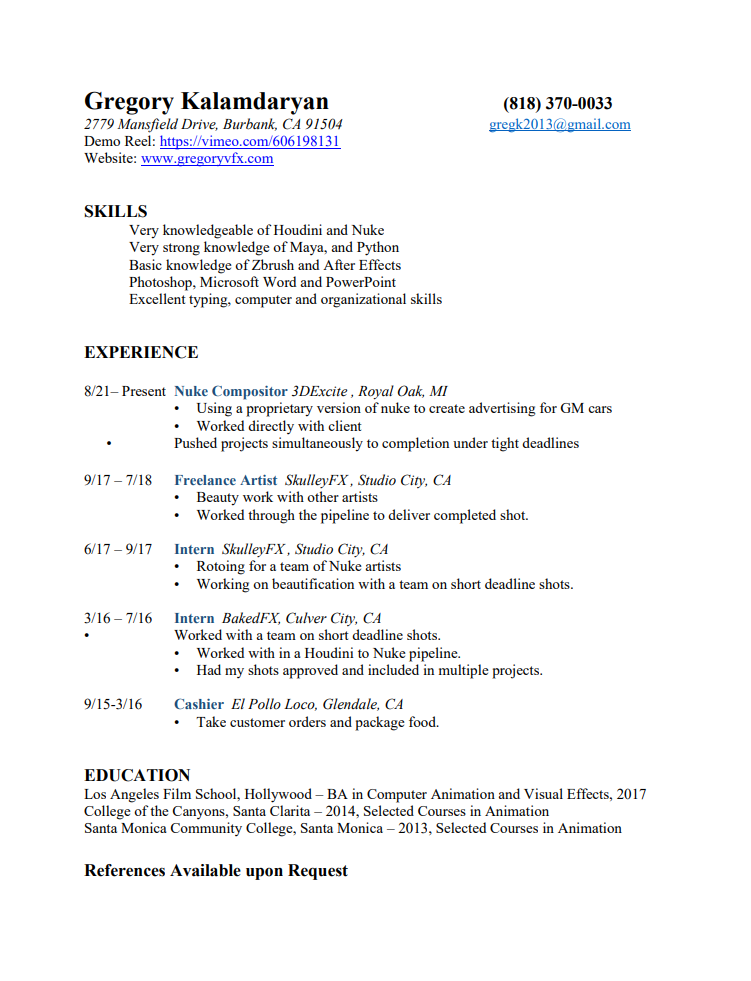 Gregory Kalamdaryan (818) 370-0033
2779 Mansfield Drive, Burbank, CA 91504 gregk2013@gmail.com
Demo Reel: https://vimeo.com/606198131
Website: www.gregoryvfx.com
SKILLS
Very knowledgeable of Houdini and Nuke
Very strong knowledge of Maya, and Python
Basic knowledge of Zbrush and After Effects
Photoshop, Microsoft Word and PowerPoint
Excellent typing, computer and organizational skills
EXPERIENCE
8/21– Present Nuke Compositor 3DExcite , Royal Oak, MI
• Using a proprietary version of nuke to create advertising for GM cars
• Worked directly with client
• Pushed projects simultaneously to completion under tight deadlines
9/17 – 7/18 Freelance Artist SkulleyFX , Studio City, CA
• Beauty work with other artists
• Worked through the pipeline to deliver completed shot.
6/17 – 9/17 Intern SkulleyFX , Studio City, CA
• Rotoing for a team of Nuke artists
• Working on beautification with a team on short deadline shots.
3/16 – 7/16 Intern BakedFX, Culver City, CA
• Worked with a team on short deadline shots.
• Worked with in a Houdini to Nuke pipeline.
• Had my shots approved and included in multiple projects.
9/15-3/16 Cashier El Pollo Loco, Glendale, CA
• Take customer orders and package food.
EDUCATION
Los Angeles Film School, Hollywood – BA in Computer Animation and Visual Effects, 2017
College of the Canyons, Santa Clarita – 2014, Selected Courses in Animation
Santa Monica Community College, Santa Monica – 2013, Selected Courses in Animation
References Available upon Request